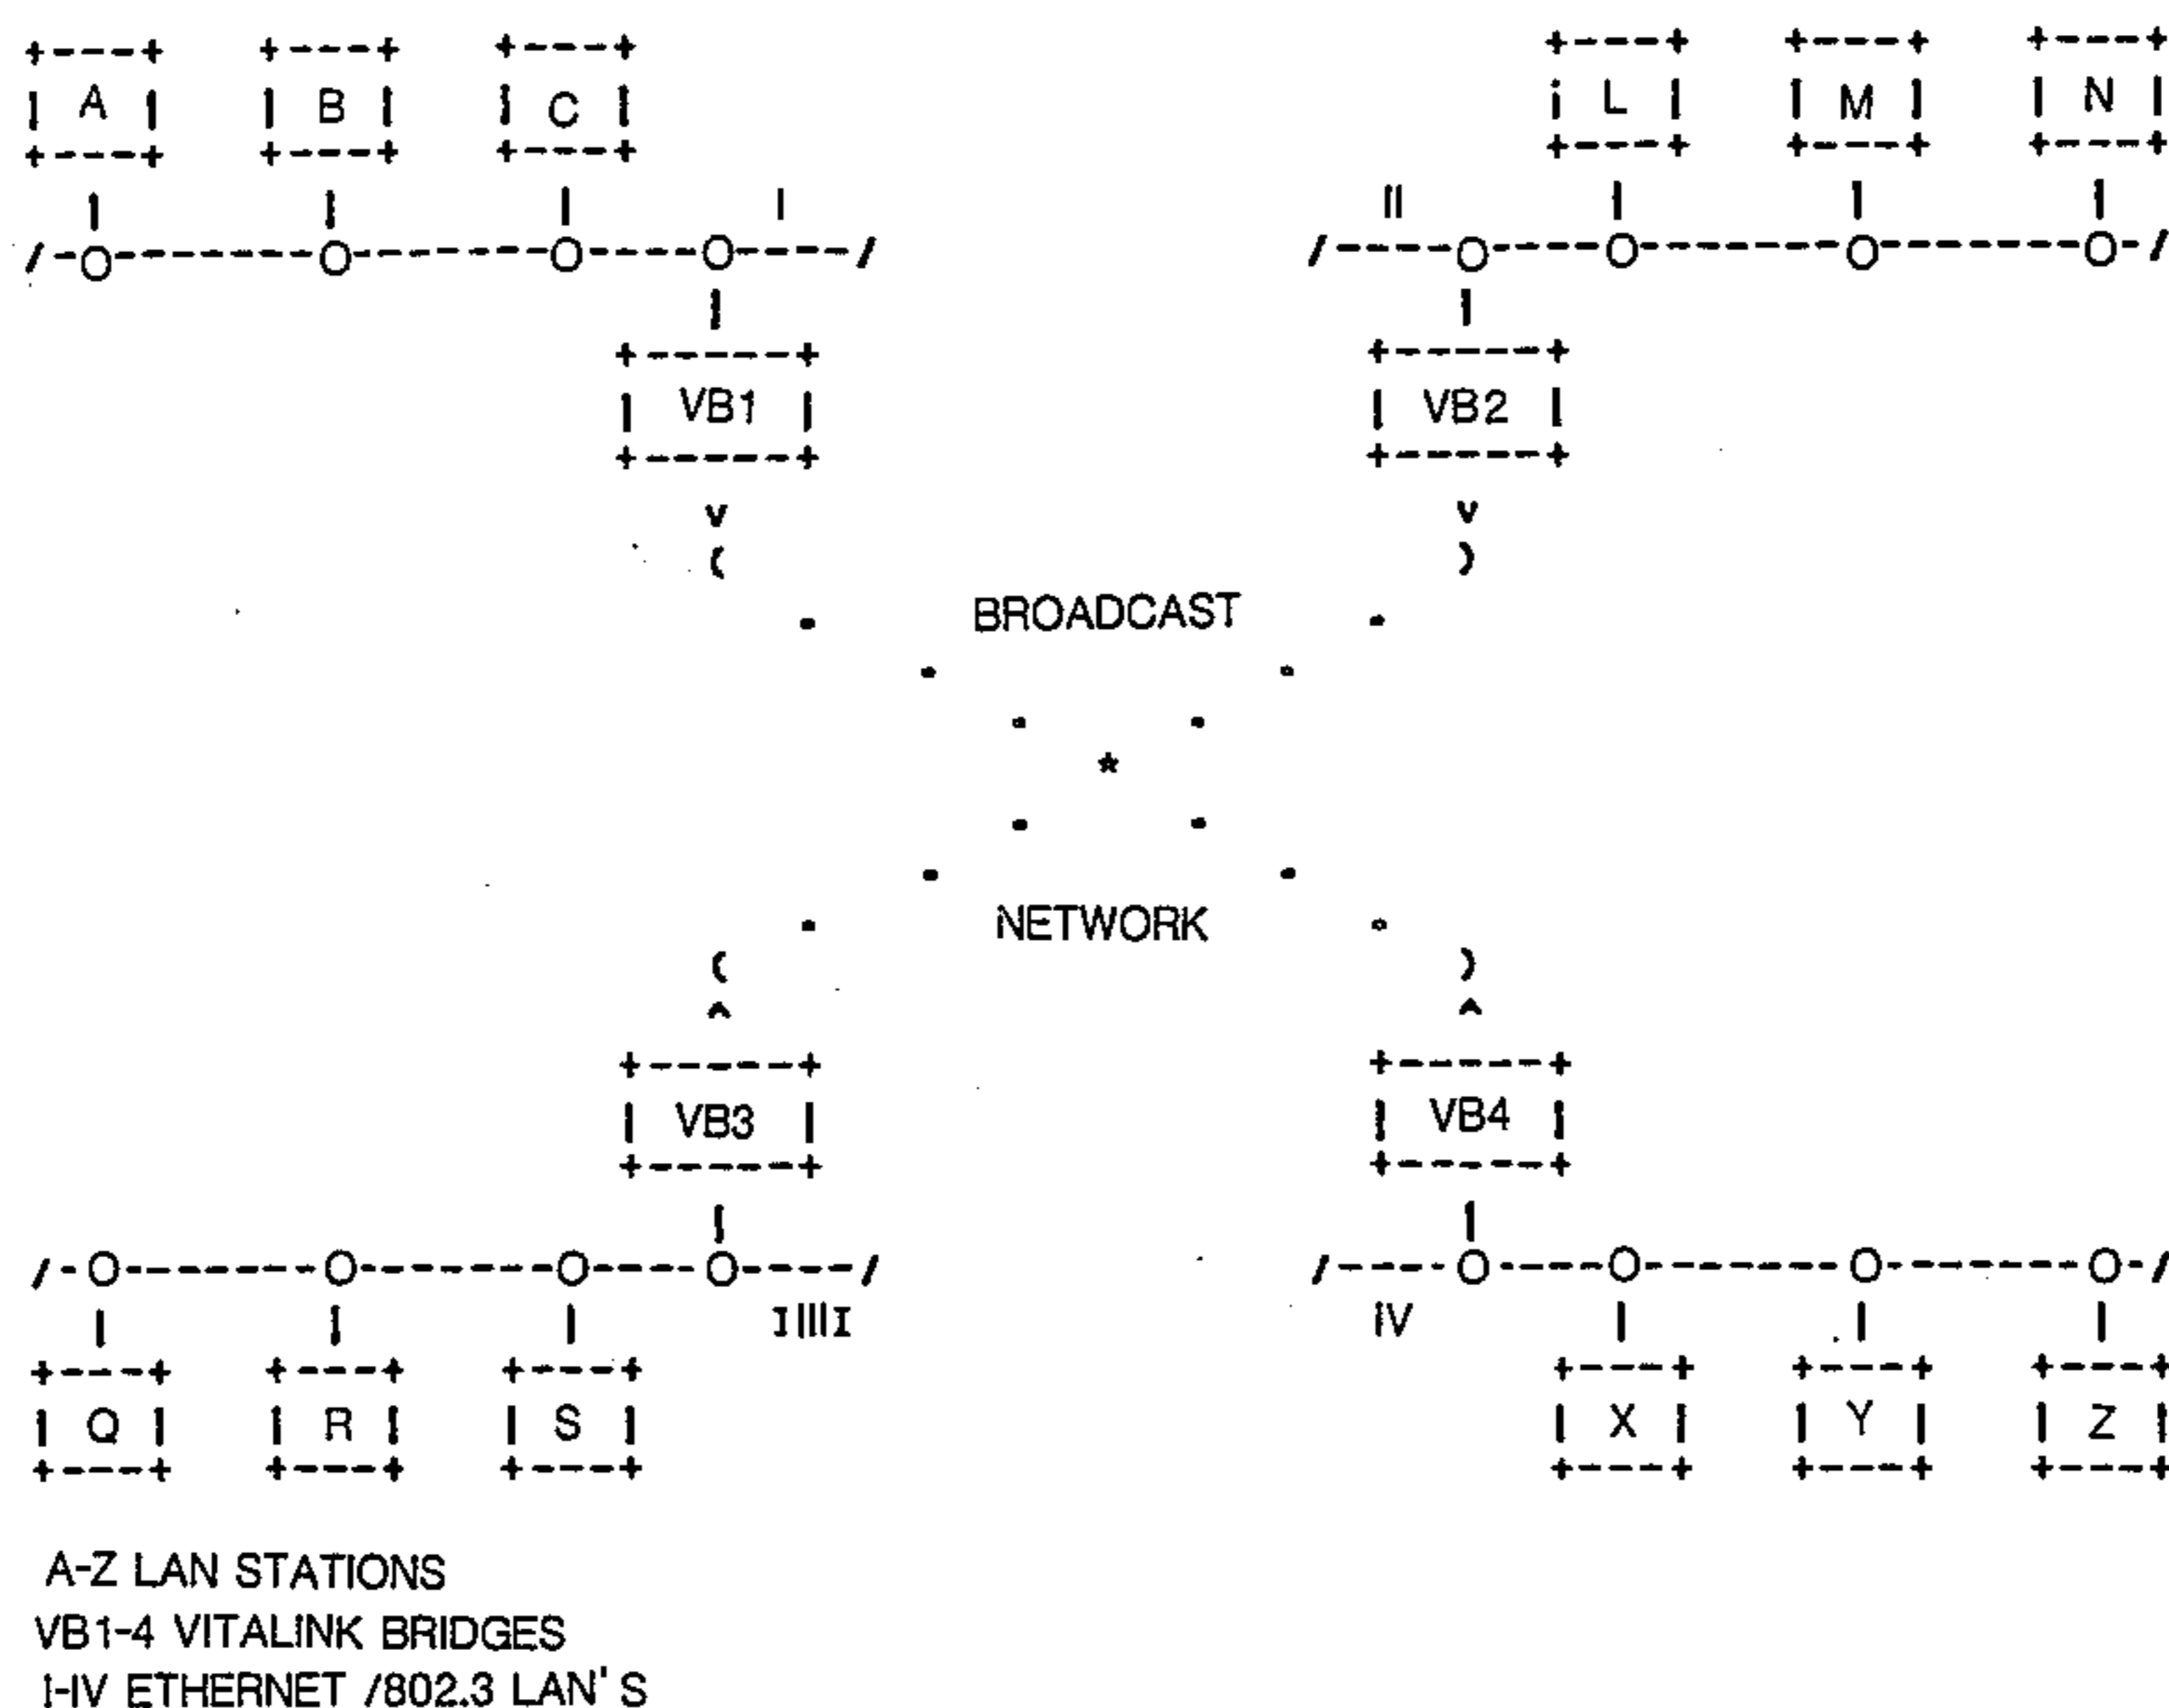 A B C L M N
I II
VB1 VB2
BROADCAST
NETWORK
VB3 VB4
IIIII IV
Q R S X Y Z
A-Z LAN STATIONS
VB1-4 VITALINK BRIDGES
I-IV ETHERNET /802.3 LAN'S